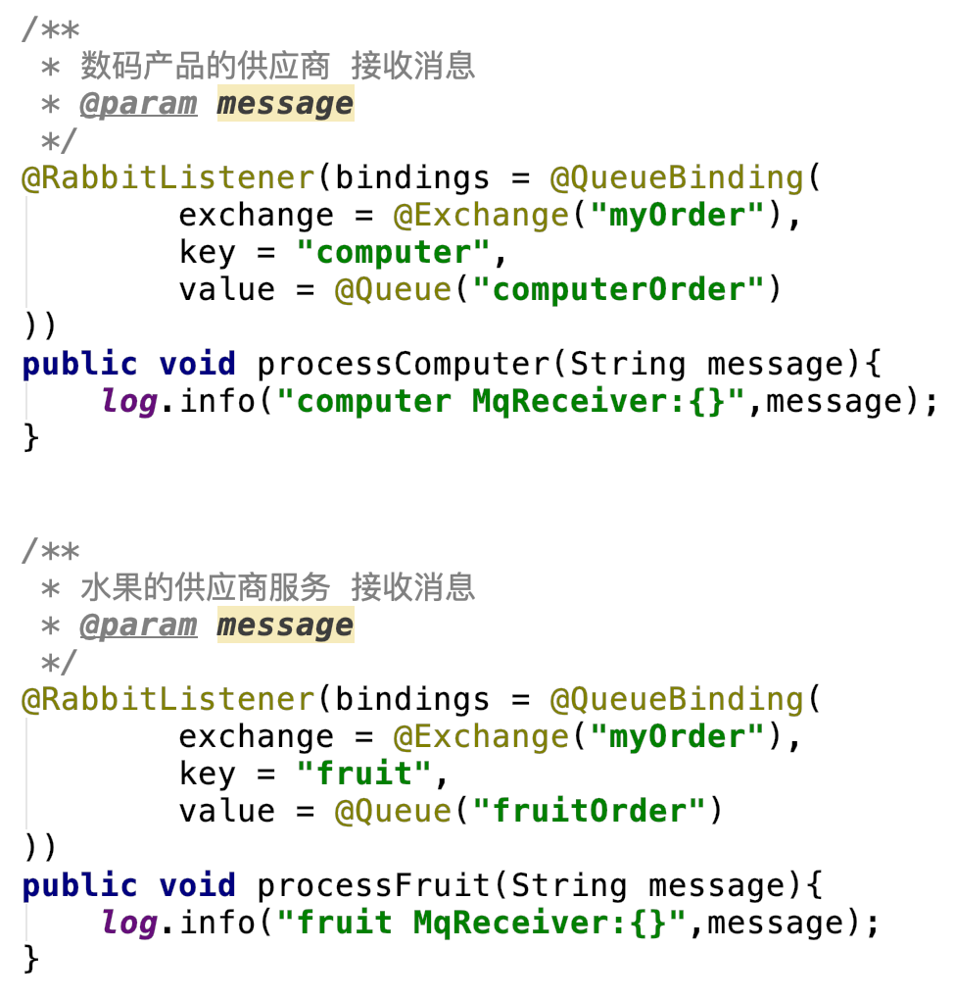 /**
 * 数码产品的供应商 接收消息
 * @param message
 */
@RabbitListener(bindings = @QueueBinding(
        exchange = @Exchange("myOrder"),
        key = "computer",
        value = @Queue("computerOrder")
))
public void processComputer(String message){
    log.info("computer MqReceiver:{}",message);
}
/**
 * 水果的供应商服务 接收消息
 * @param message
 */
@RabbitListener(bindings = @QueueBinding(
        exchange = @Exchange("myOrder"),
        key = "fruit",
        value = @Queue("fruitOrder")
))
public void processFruit(String message){
    log.info("fruit MqReceiver:{}",message);
}